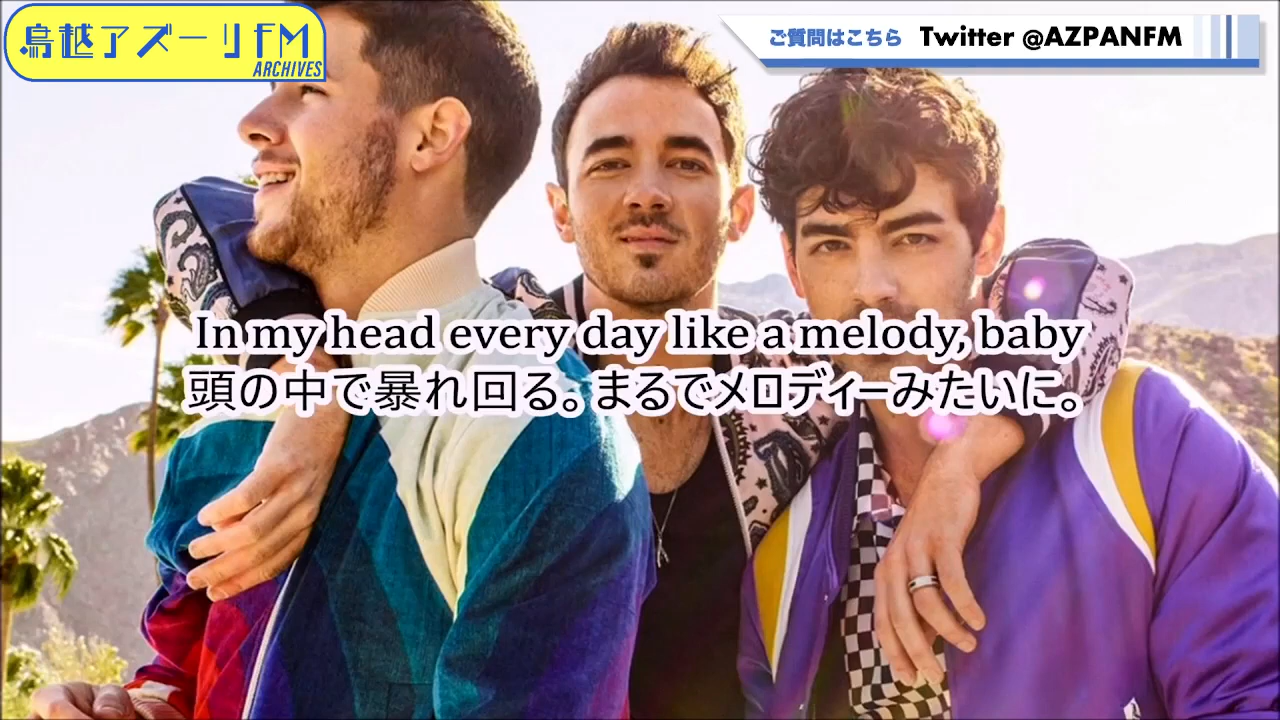 鳥越アズーリFM
ARCHIVES
ご質問はこちら Twitter @AZPANFM
In my head every day like a melody, baby
頭の中で暴れ回る。まるでメロディーみたいに。